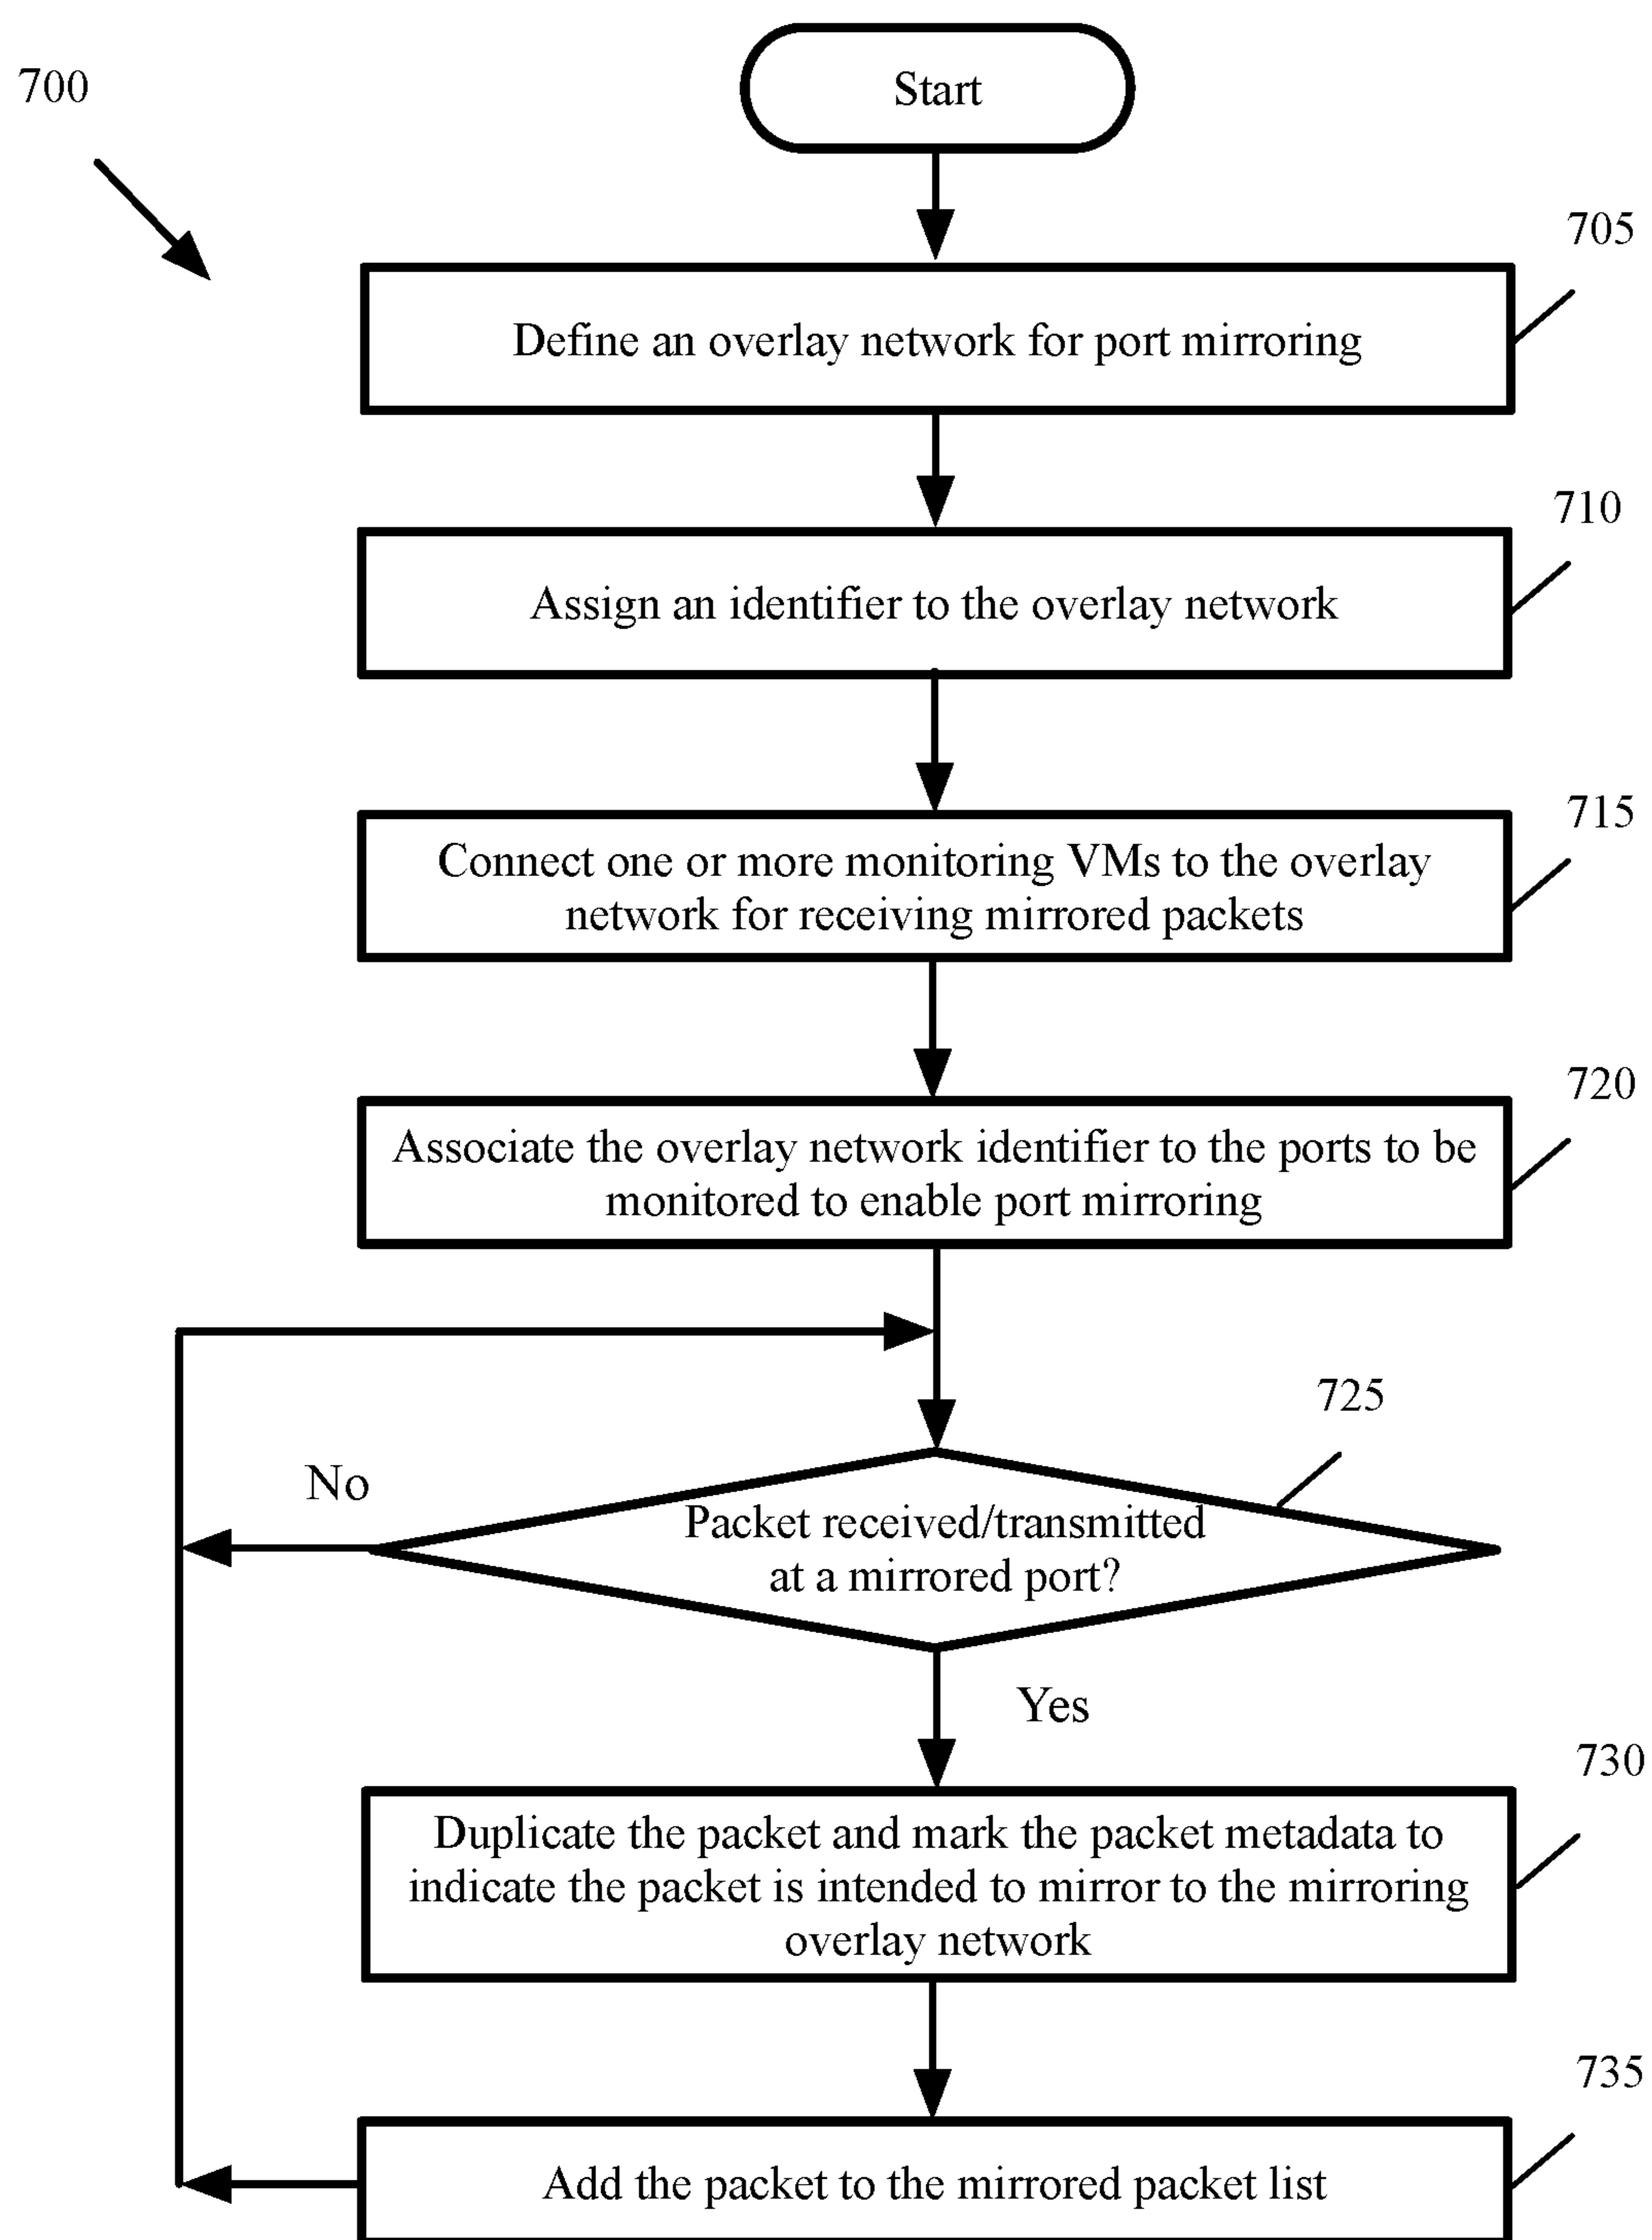 700
Start
705
Define an overlay network for port mirroring
710
Assign an identifier to the overlay network
715
Connect one or more monitoring VMs to the overlay
network for receiving mirrored packets
720
Associate the overlay network identifier to the ports to be
monitored to enable port mirroring
725
No
Packet received/transmitted
at a mirrored port?
Yes
730
Duplicate the packet and mark the packet metadata to
indicate the packet is intended to mirror to the mirroring
overlay network
735
Add the packet to the mirrored packet list